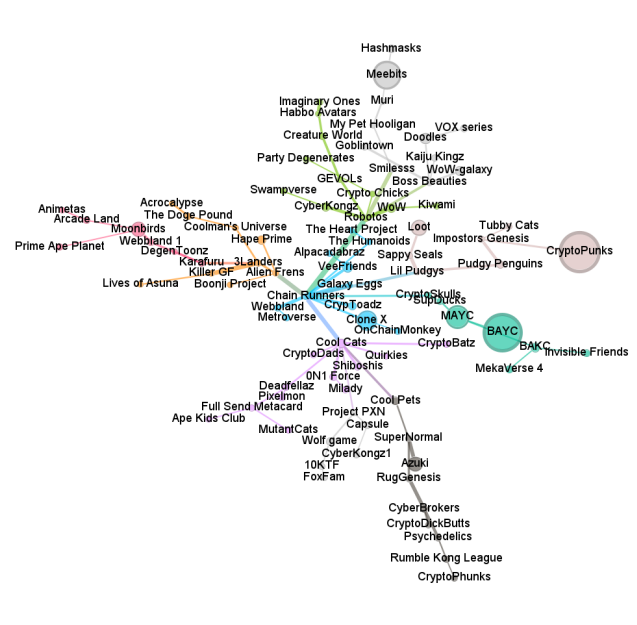 Hashmasks
Meebits
Imaginary Ones
Muri
Habbo Avatars
My Pet Hooligan
VOX series
Creature World
Doodles
Goblintown
Party Degenerates
Kaiju Kingz
Smilesss
WoW-galaxy
GEVOLs
Boss Beauties
Swampverse
Crypto Chicks
Acrocalypse
CyberKongz
WoW
Kiwami
Animetas
The Doge Pound
Robotos
Arcade Land
Coolman's Universe
Loot
Tubby Cats
Moonbirds
The Heart Project
Impostors Genesis
Webbland 1
Hape Prime
The Humanoids
Prime Ape Planet
DegenToonz
Alpacadabraz
Sappy Seals
CryptoPunks
Karafuru
3Landers
VeeFriends
Lil Pudgys
Pudgy Penguins
Killer GF
Alien Frens
Lives of Asuna
Boonji Project
Galaxy Eggs
Chain Runners
CryptoSkulls
SupDucks
Webbland
CrypToadz
Metroverse
Clone X
MAYC
OnChainMonkey
BAYC
Cool Cats
CryptoBatz
BAKC
CryptoDads
Quirkies
Invisible Friends
Shiboshis
MekaVerse 4
0N1 Force
Deadfellaz
Milady
Pixelmon
Cool Pets
Full Send Metacard
Project PXN
Ape Kids Club
Capsule
MutantCats
SuperNormal
Wolf game
CyberKongz1
10KTF
Azuki
FoxFam
RugGenesis
CyberBrokers
CryptoDickButts
Psychedelics
Rumble Kong League
CryptoPhunks